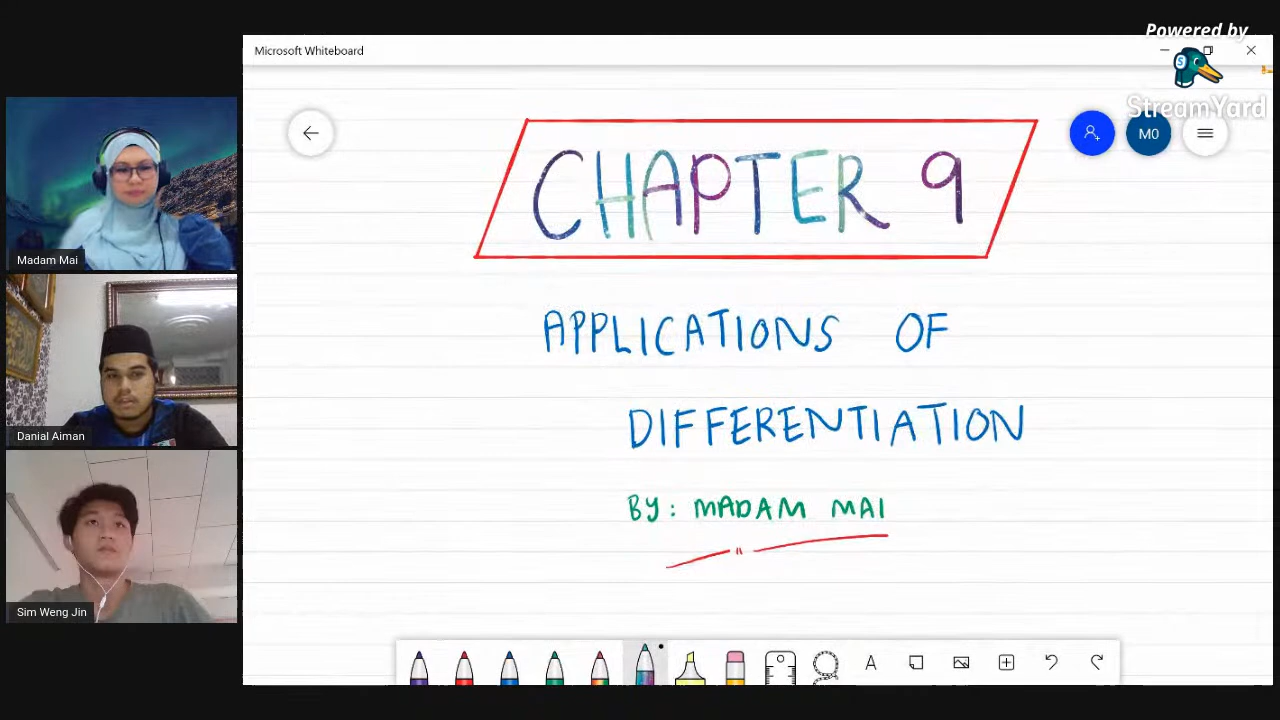 Powered by
StreamYard
Microsoft Whiteboard
M0
CHAPTER 9
APPLICATIONS OF
DIFFERENTIATION
BY: MADAM MAI
Madam Mai
Danial Aiman
Sim Weng Jin
A